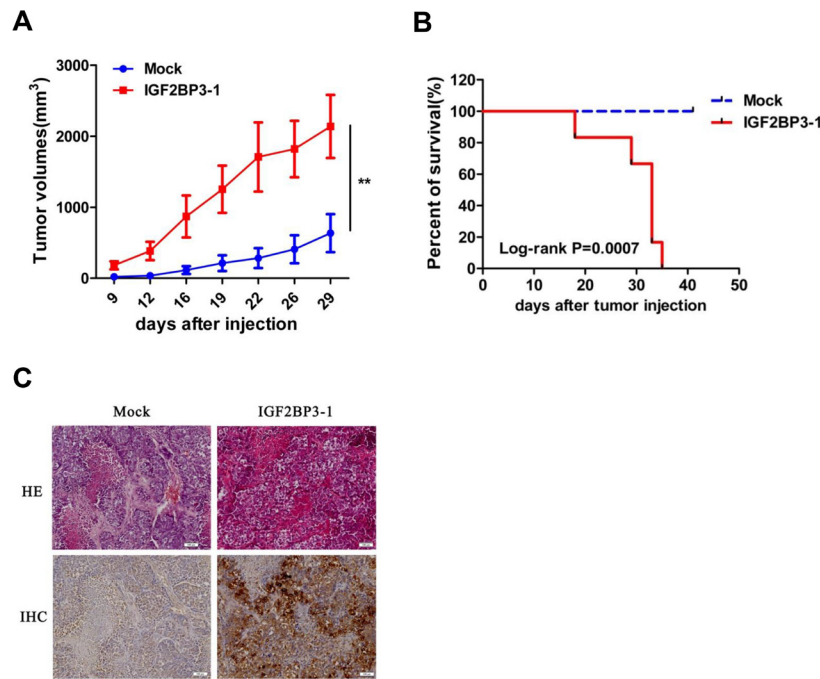 A
Mock
IGF2BP3-1
Tumor volumes(mm3)
3000
2000
1000
0
**
9 12 16 19 22 26 29
days after injection
B
Mock
IGF2BP3-1
Percent of survival(%)
120
100
80
60
40
20
0
Log-rank P=0.0007
0 10 20 30 40 50
days after tumor injection
C
Mock IGF2BP3-1
HE
IHC